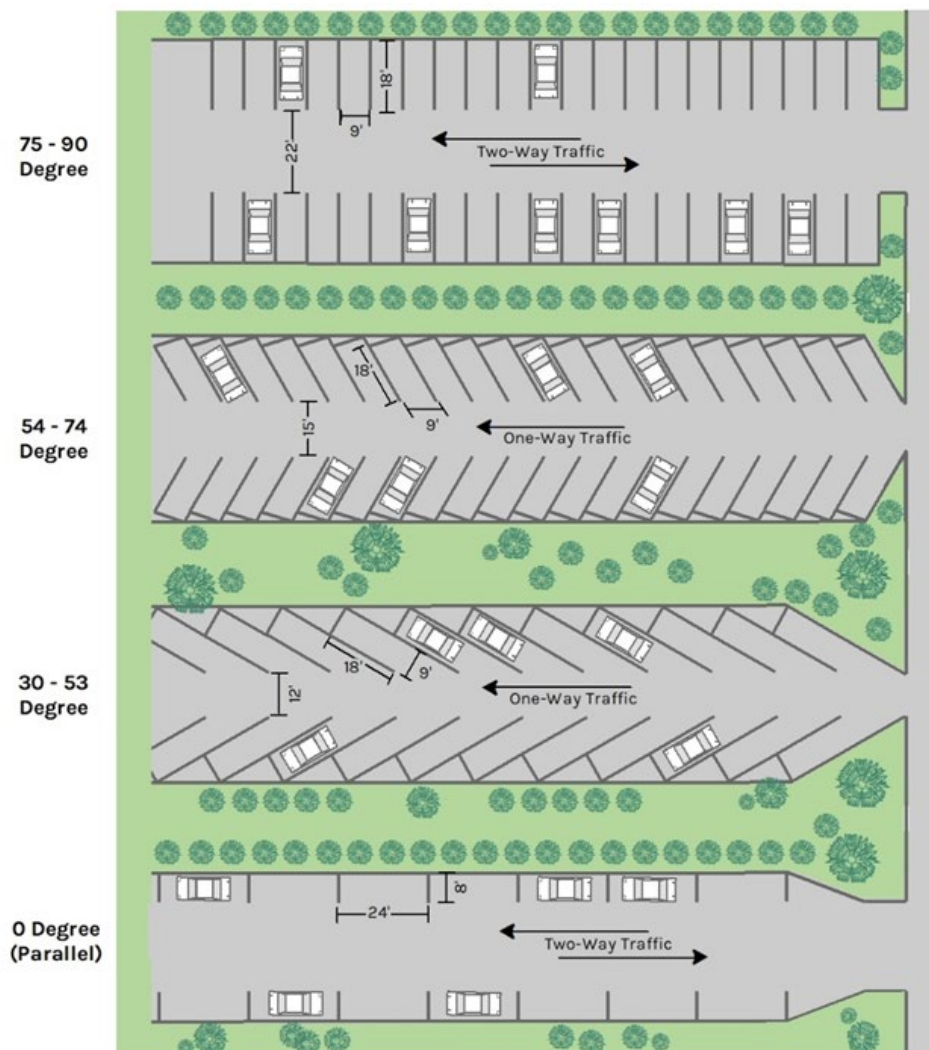 75 - 90
Degree
18'
9'
22'
Two-Way Traffic
54 - 74
Degree
18'
15'
9'
One-Way Traffic
30 - 53
Degree
18'
9'
12'
One-Way Traffic
0 Degree
(Parallel)
8'
24'
Two-Way Traffic